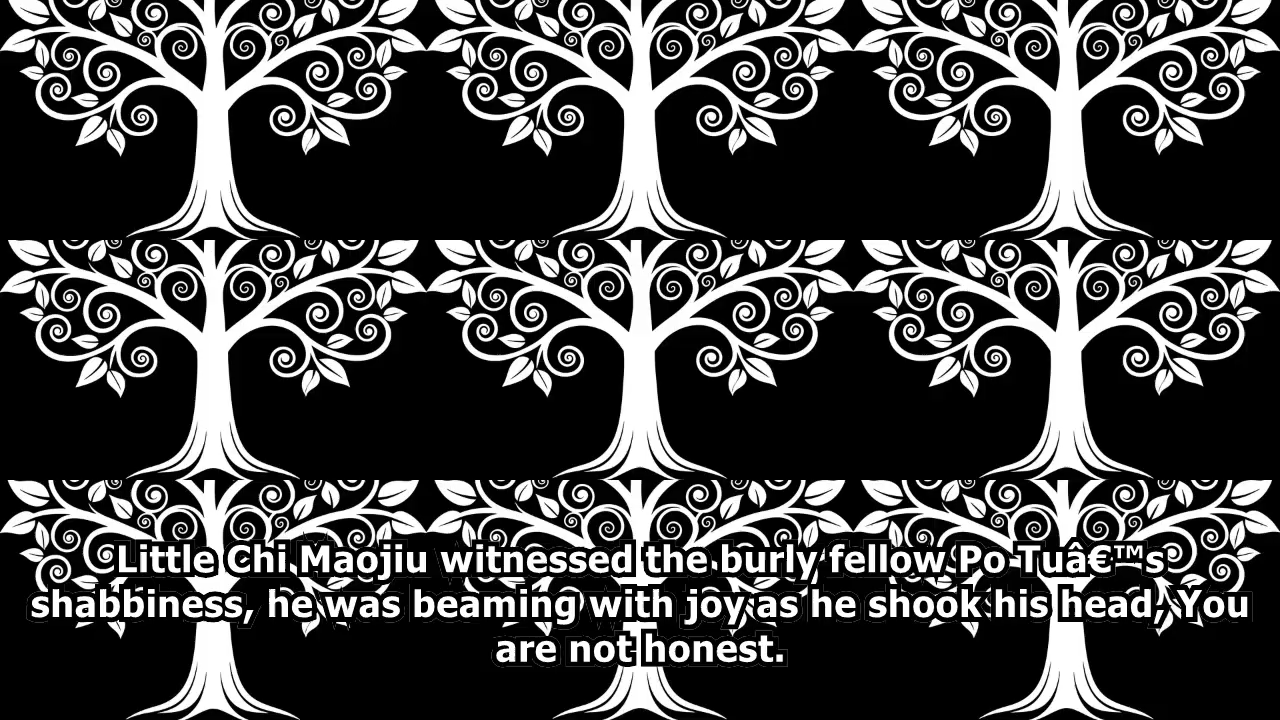 Little Chi Maojiu witnessed the burly fellow Po Tuâ€™s
shabbiness, he was beaming with joy as he shook his head, You
are not honest.